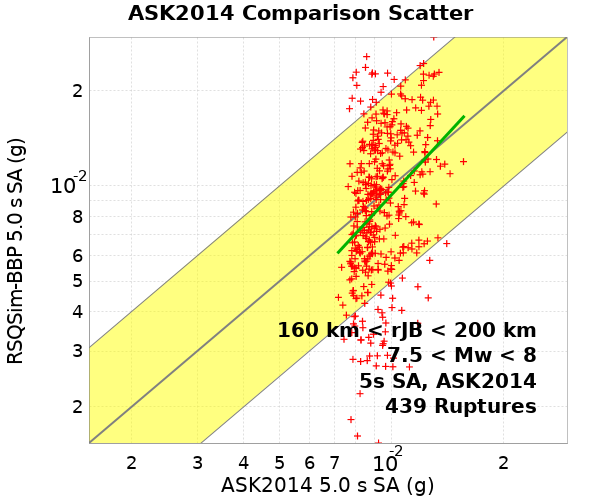 ASK2014 Comparison Scatter
RSQSim-BBP 5.0 s SA (g)
2
10-2
8
6
5
4
3
2
160 km < rJB < 200 km
7.5 < Mw < 8
5s SA, ASK2014
439 Ruptures
2 3 4 5 6 7 10-2 2
ASK2014 5.0 s SA (g)